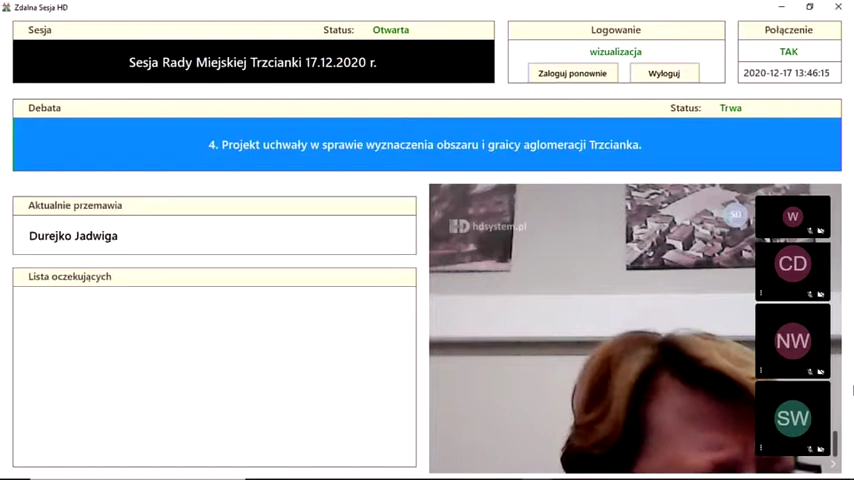 Zdalna Sesja HD
Sesja
Status: Otwarta
Sesja Rady Miejskiej Trzcianki 17.12.2020 r.
Logowanie
wizualizacja
Zaloguj ponownie
Wyloguj
Połączenie
TAK
2020-12-17 13:46:15
Debata
Status: Trwa
4. Projekt uchwały w sprawie wyznaczenia obszaru i graicy aglomeracji Trzcianka.
Aktualnie przemawia
Durejko Jadwiga
Lista oczekujących
HD hdsystem.pl
SD
W
CD
NW
SW